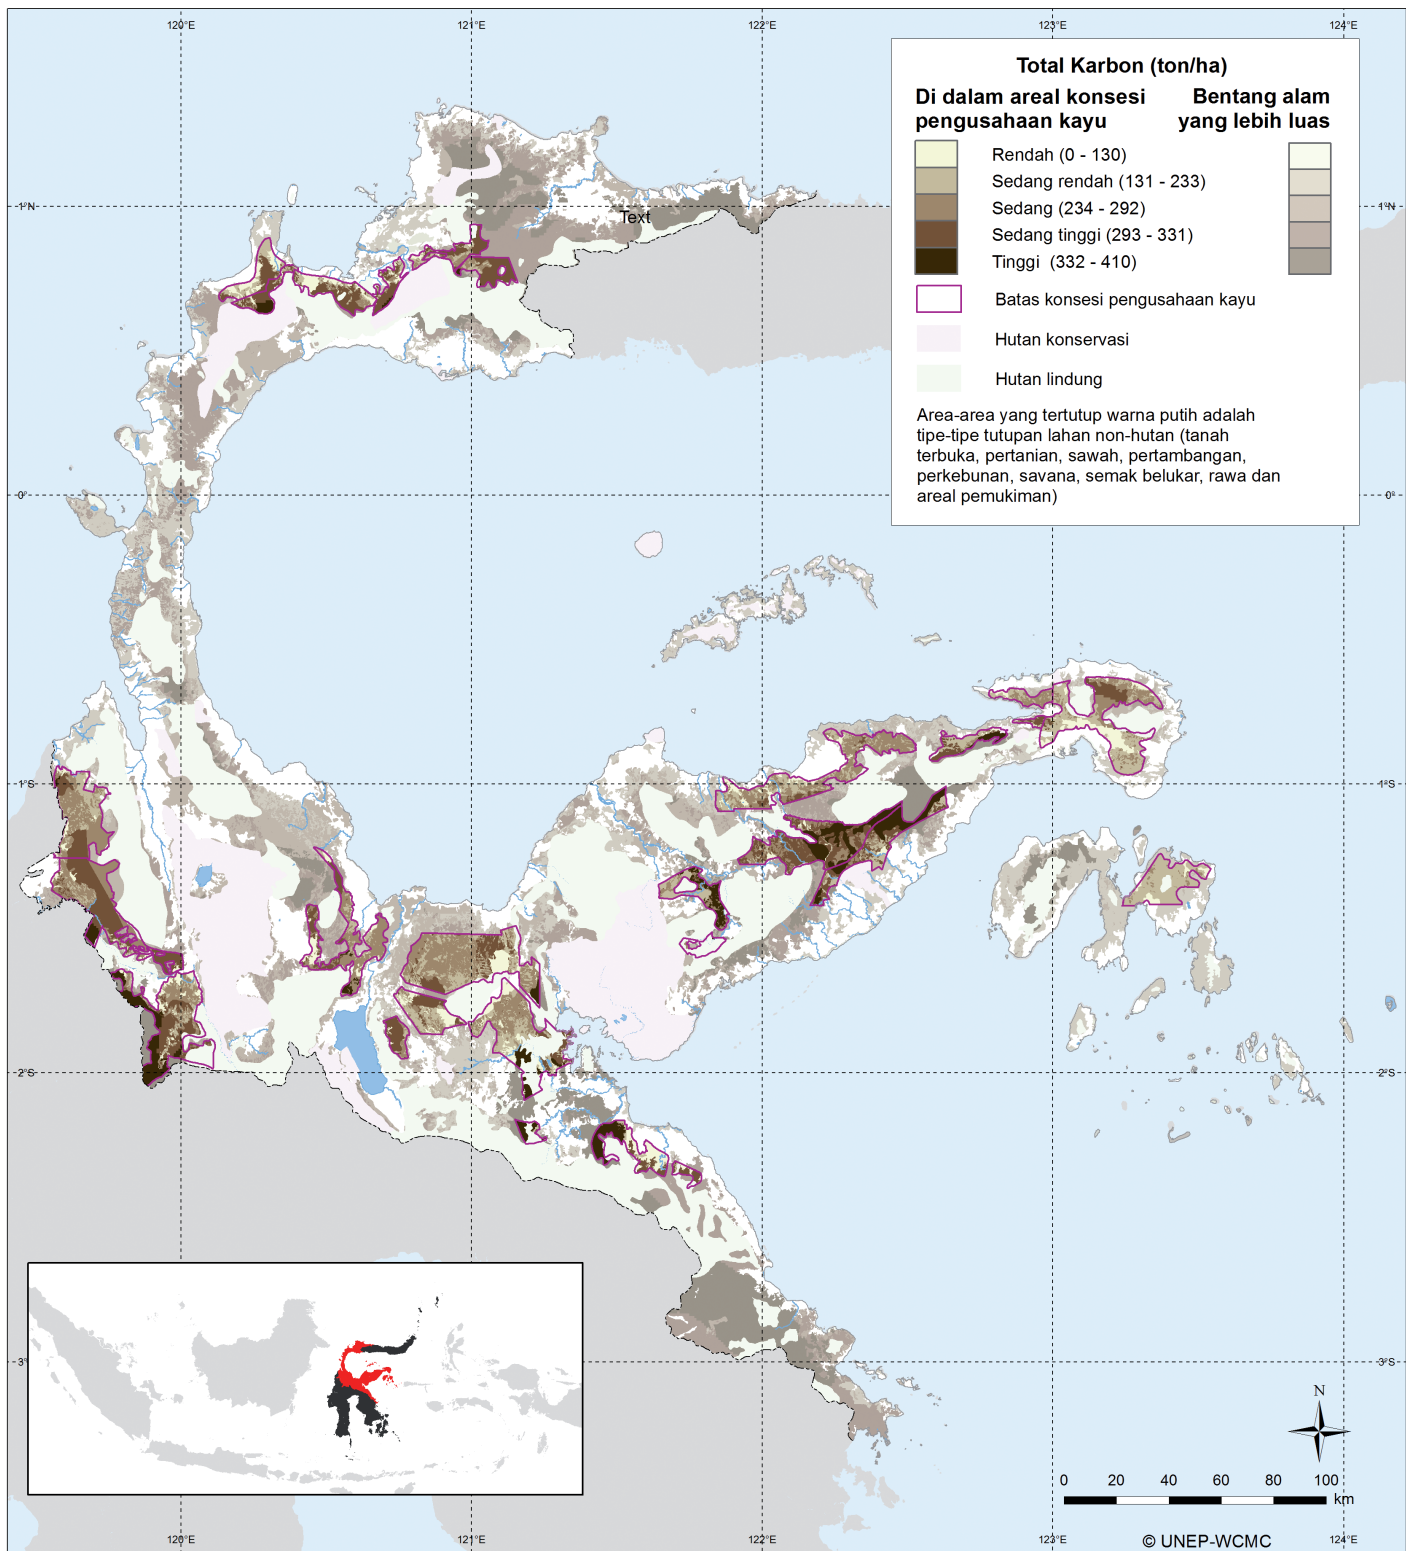 120°E 121°E 122°E 123°E 124°E
Total Karbon (ton/ha)
Di dalam areal konsesi
pengusahaan kayu
Bentang alam
yang lebih luas
Rendah (0 - 130)
Sedang rendah (131 - 233)
Sedang (234 - 292)
Sedang tinggi (293 - 331)
Tinggi (332 - 410)
Batas konsesi pengusahaan kayu
Hutan konservasi
Hutan lindung
Area-area yang tertutup warna putih adalah
tipe-tipe tutupan lahan non-hutan (tanah
terbuka, pertanian, sawah, pertambangan,
perkebunan, savana, semak belukar, rawa dan
areal pemukiman)
1°N 1°N
Text
0° 0°
1°S 1°S
2°S 2°S
3° 3°S
N
0 20 40 60 80 100
km
120°E 121°E 122°E 123°E 124°E
© UNEP-WCMC